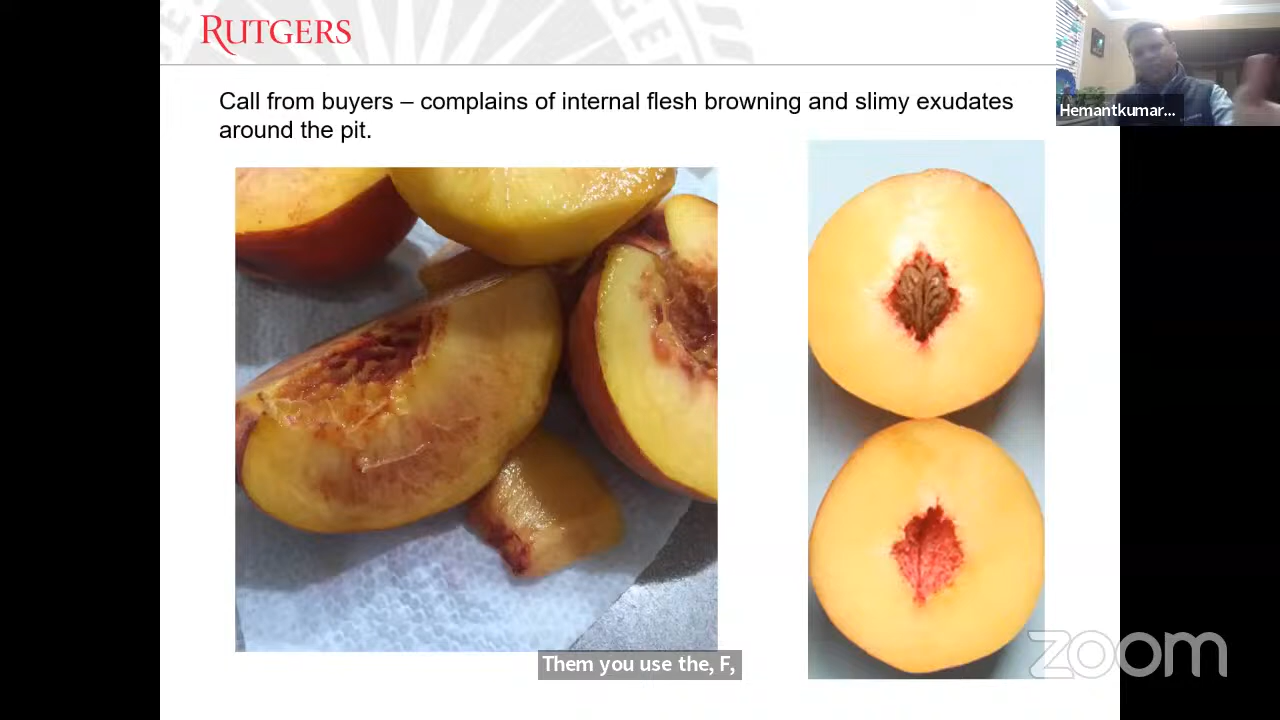 RUTGERS
Call from buyers – complains of internal flesh browning and slimy exudates
around the pit.
Hemantkumar...
Them you use the, F,
zoom